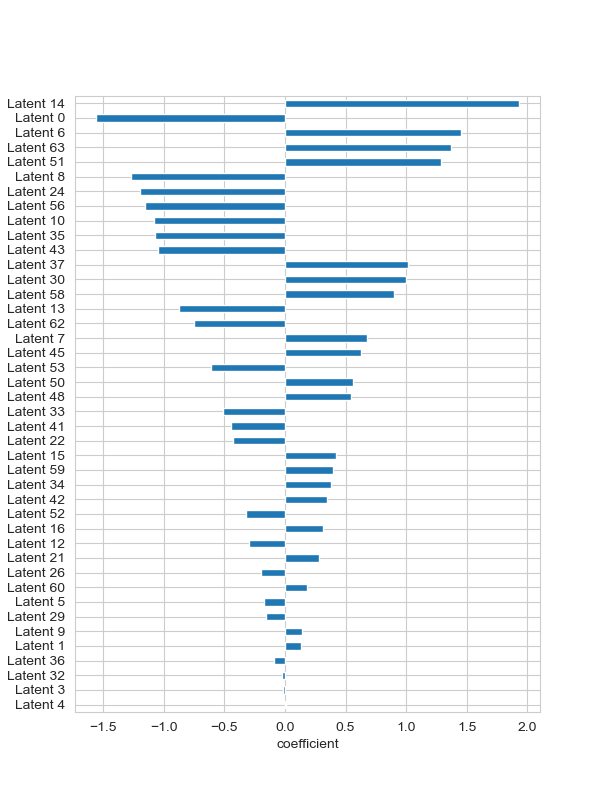 Latent 14
Latent 0
Latent 6
Latent 63
Latent 51
Latent 8
Latent 24
Latent 56
Latent 10
Latent 35
Latent 43
Latent 37
Latent 30
Latent 58
Latent 13
Latent 62
Latent 7
Latent 45
Latent 53
Latent 50
Latent 48
Latent 33
Latent 41
Latent 22
Latent 15
Latent 59
Latent 34
Latent 42
Latent 52
Latent 16
Latent 12
Latent 21
Latent 26
Latent 60
Latent 5
Latent 29
Latent 9
Latent 1
Latent 36
Latent 32
Latent 3
Latent 4
−1.5 −1.0 −0.5 0.0 0.5 1.0 1.5 2.0
coefficient